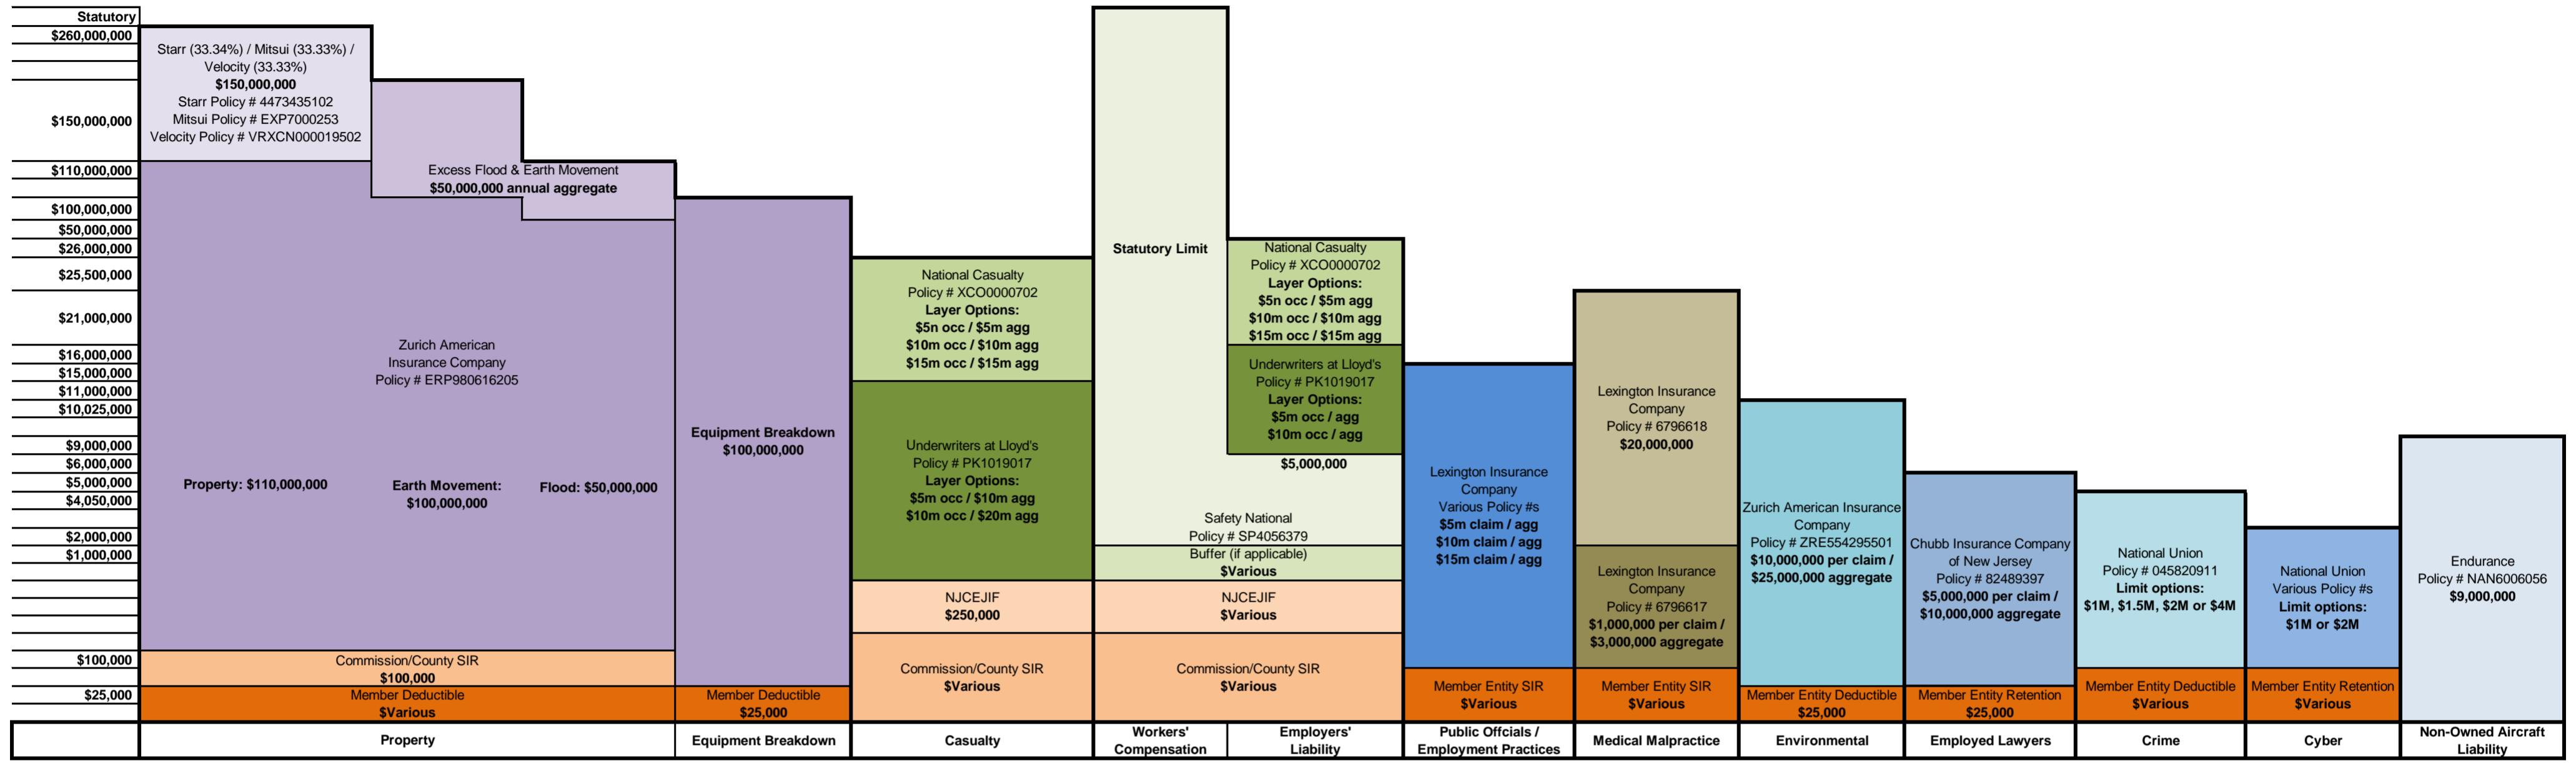 Statutory
$260,000,000
$150,000,000
$110,000,000
$100,000,000
$50,000,000
$26,000,000
$25,500,000
$21,000,000
$16,000,000
$15,000,000
$11,000,000
$10,025,000
$9,000,000
$6,000,000
$5,000,000
$4,050,000
$2,000,000
$1,000,000
$100,000
$25,000
Starr (33.34%) / Mitsui (33.33%) /
Velocity (33.33%)
$150,000,000
Starr Policy # 4473435102
Mitsui Policy # EXP7000253
Velocity Policy # VRXCN000019502
Excess Flood & Earth Movement
$50,000,000 annual aggregate
Zurich American
Insurance Company
Policy # ERP980616205
Property: $110,000,000
Earth Movement:
$100,000,000
Flood: $50,000,000
Commission/County SIR
$100,000
Member Deductible
$Various
Property
Equipment Breakdown
$100,000,000
Member Deductible
$25,000
Equipment Breakdown
National Casualty
Policy # XCO0000702
Layer Options:
$5n occ / $5m agg
$10m occ / $10m agg
$15m occ / $15m agg
Underwriters at Lloyd's
Policy # PK1019017
Layer Options:
$5m occ / $10m agg
$10m occ / $20m agg
NJCEJIF
$250,000
Commission/County SIR
$Various
Casualty
Statutory Limit
National Casualty
Policy # XCO0000702
Layer Options:
$5n occ / $5m agg
$10m occ / $10m agg
$15m occ / $15m agg
Underwriters at Lloyd's
Policy # PK1019017
Layer Options:
$5m occ / agg
$10m occ / agg
$5,000,000
Safety National
Policy # SP4056379
Buffer (if applicable)
$Various
NJCEJIF
$Various
Commission/County SIR
$Various
Workers'
Compensation
Employers'
Liability
Lexington Insurance
Company
Various Policy #s
$5m claim / agg
$10m claim / agg
$15m claim / agg
Member Entity SIR
$Various
Public Offcials /
Employment Practices
Lexington Insurance
Company
Policy # 6796618
$20,000,000
Lexington Insurance
Company
Policy # 6796617
$1,000,000 per claim /
$3,000,000 aggregate
Member Entity SIR
$Various
Medical Malpractice
Zurich American Insurance
Company
Policy # ZRE554295501
$10,000,000 per claim /
$25,000,000 aggregate
Member Entity Deductible
$25,000
Environmental
Chubb Insurance Company
of New Jersey
Policy # 82489397
$5,000,000 per claim /
$10,000,000 aggregate
Member Entity Retention
$25,000
Employed Lawyers
National Union
Policy # 045820911
Limit options:
$1M, $1.5M, $2M or $4M
Member Entity Deductible
$Various
Crime
National Union
Various Policy #s
Limit options:
$1M or $2M
Member Entity Retention
$Various
Cyber
Endurance
Policy # NAN6006056
$9,000,000
Non-Owned Aircraft
Liability